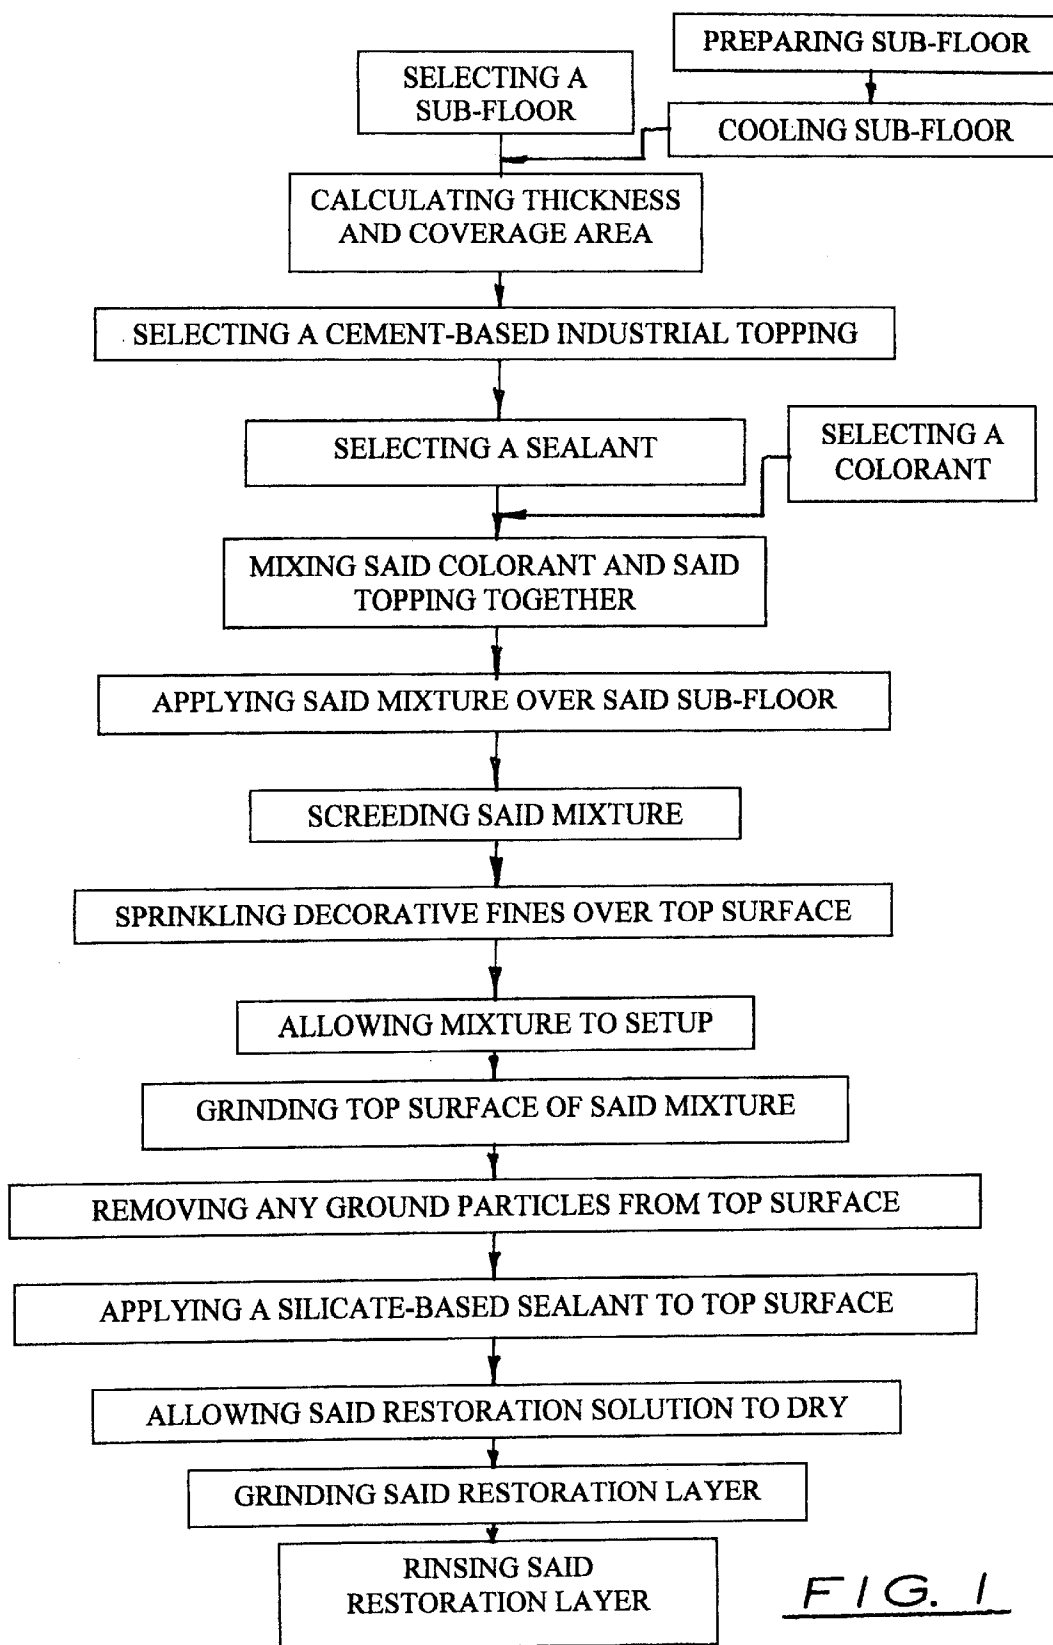 PREPARING SUB-FLOOR
SELECTING A
SUB-FLOOR
COOLING SUB-FLOOR
CALCULATING THICKNESS
AND COVERAGE AREA
SELECTING A CEMENT-BASED INDUSTRIAL TOPPING
SELECTING A SEALANT
SELECTING A
COLORANT
MIXING SAID COLORANT AND SAID
TOPPING TOGETHER
APPLYING SAID MIXTURE OVER SAID SUB-FLOOR
SCREEDING SAID MIXTURE
SPRINKLING DECORATIVE FINES OVER TOP SURFACE
ALLOWING MIXTURE TO SETUP
GRINDING TOP SURFACE OF SAID MIXTURE
REMOVING ANY GROUND PARTICLES FROM TOP SURFACE
APPLYING A SILICATE-BASED SEALANT TO TOP SURFACE
ALLOWING SAID RESTORATION SOLUTION TO DRY
GRINDING SAID RESTORATION LAYER
RINSING SAID
RESTORATION LAYER
FIG. 1